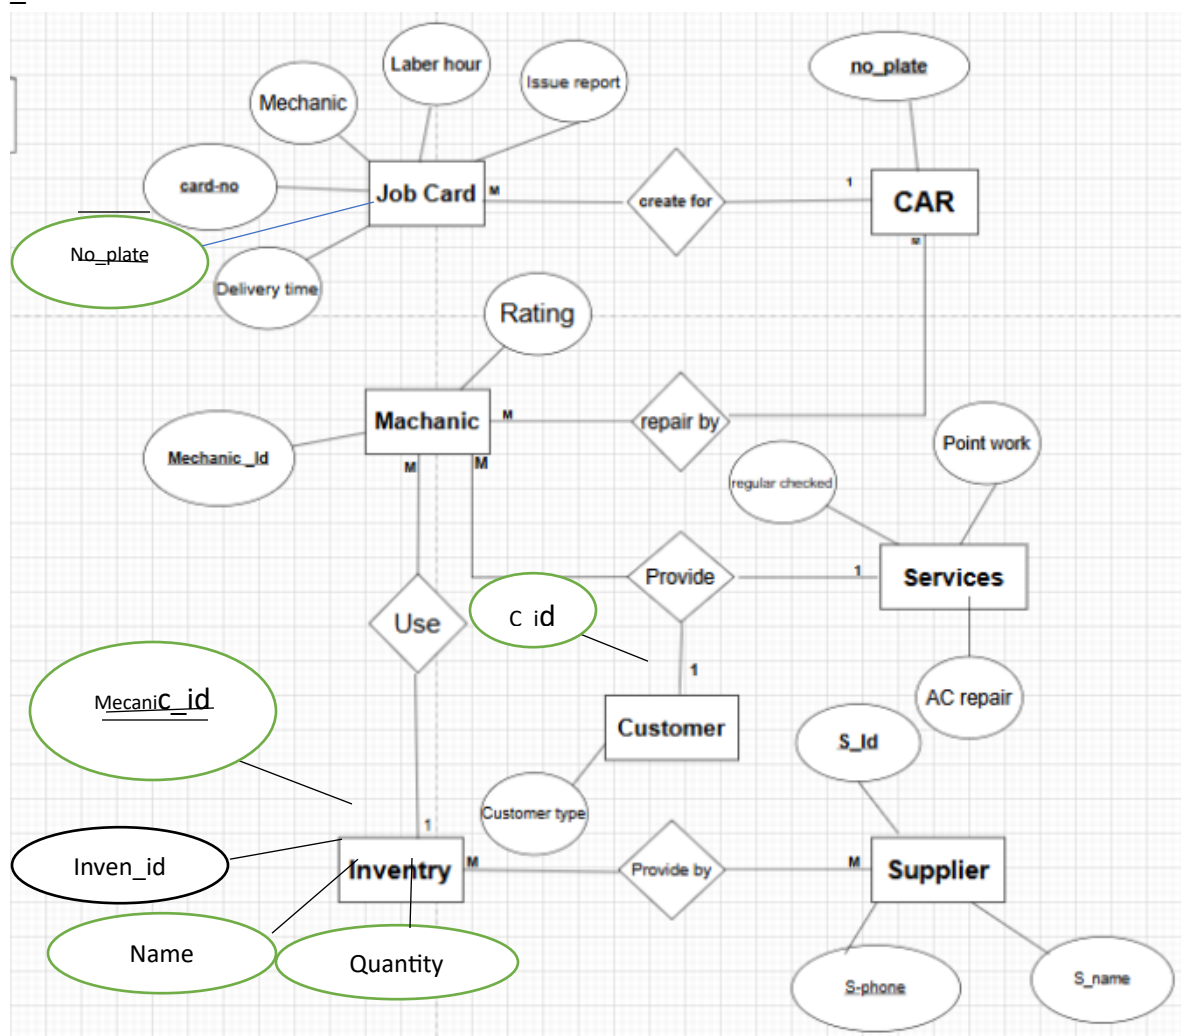 Laber hour
no_plate
Issue report
Mechanic
card-no
Job Card
M
create for
1
CAR
M
No_plate
Delivery time
Rating
Machanic
M
repair by
Mechanic_Id
M
M
Point work
regular checked
Provide
1
Services
C id
Use
Mecanic_id
1
AC repair
Customer
S_Id
Customer type
1
Inven_id
Inventry
M
Provide by
M
Supplier
Name
Quantity
S-phone
S_name